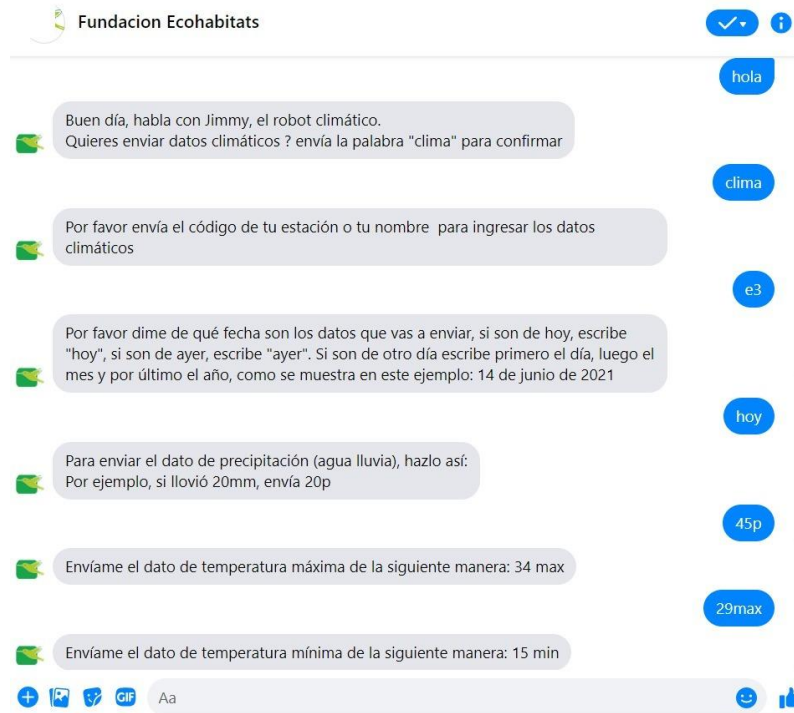 Fundacion Ecohabitats
hola
Buen día, habla con Jimmy, el robot climático.
Quieres enviar datos climáticos ? envía la palabra "clima" para confirmar
clima
Por favor envía el código de tu estación o tu nombre  para ingresar los datos
climáticos
e3
Por favor dime de qué fecha son los datos que vas a enviar, si son de hoy, escribe
"hoy", si son de ayer, escribe "ayer". Si son de otro día escribe primero el día, luego el
mes y por último el año, como se muestra en este ejemplo: 14 de junio de 2021
hoy
Para enviar el dato de precipitación (agua lluvia), hazlo así:
Por ejemplo, si llovió 20mm, envía 20p
45p
Envíame el dato de temperatura máxima de la siguiente manera: 34 max
29max
Envíame el dato de temperatura mínima de la siguiente manera: 15 min
GIF
Aa